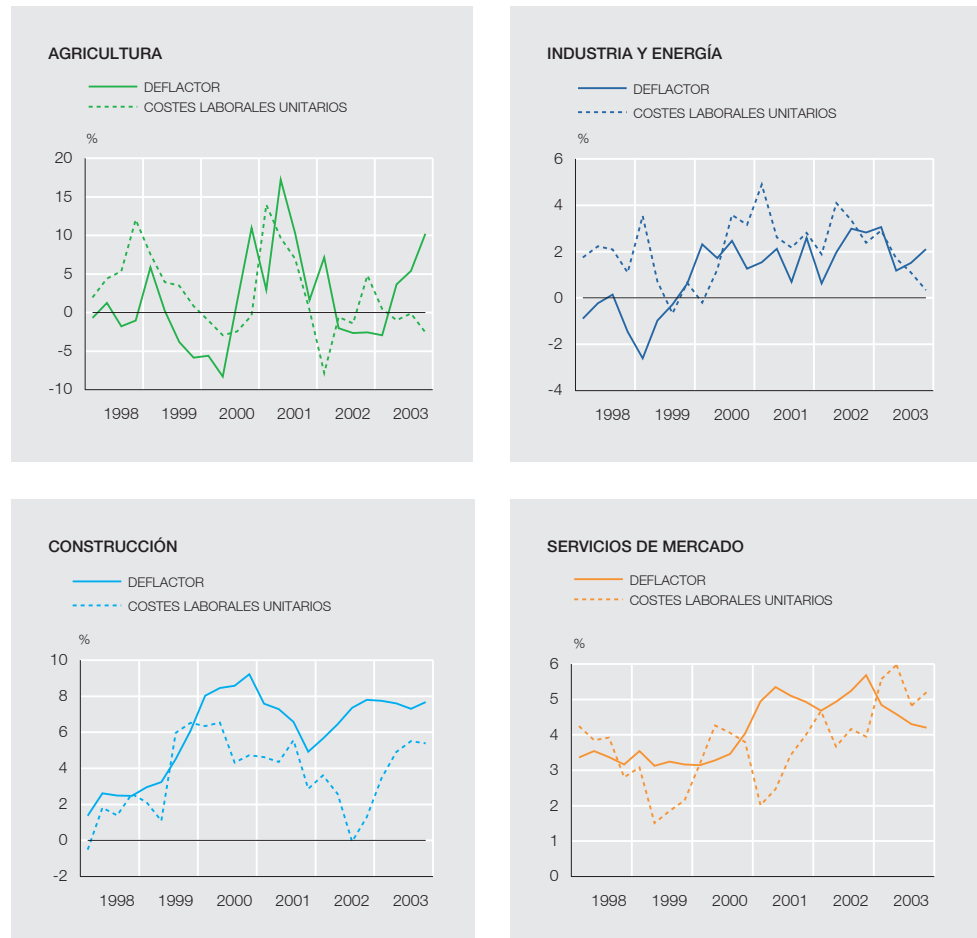 AGRICULTURA
DEFLACTOR
COSTES LABORALES UNITARIOS
%
20
15
10
5
0
-5
-10
1998 1999 2000 2001 2002 2003
INDUSTRIA Y ENERGÍA
DEFLACTOR
COSTES LABORALES UNITARIOS
%
6
4
2
0
-2
-4
1998 1999 2000 2001 2002 2003
CONSTRUCCIÓN
DEFLACTOR
COSTES LABORALES UNITARIOS
%
10
8
6
4
2
0
-2
1998 1999 2000 2001 2002 2003
SERVICIOS DE MERCADO
DEFLACTOR
COSTES LABORALES UNITARIOS
%
6
5
4
3
2
1
0
1998 1999 2000 2001 2002 2003